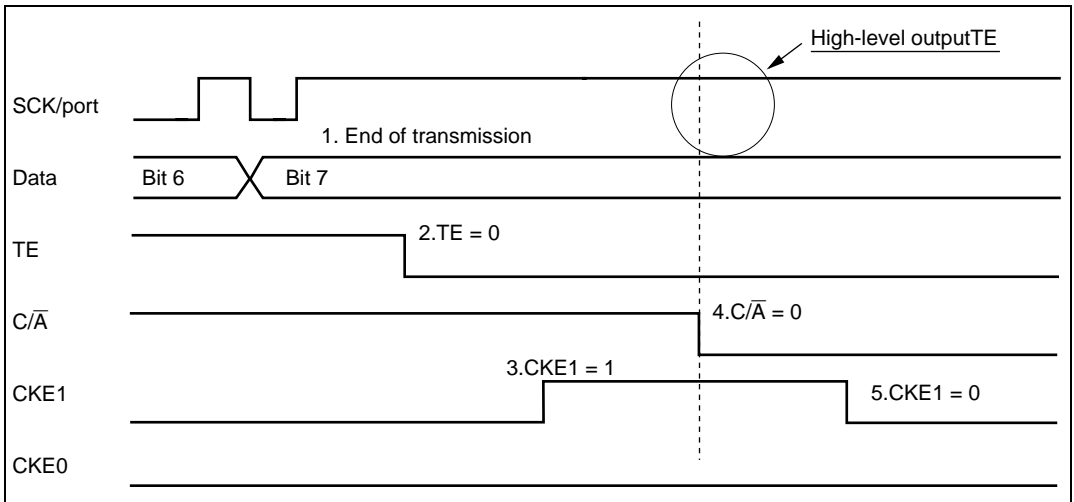 High-level outputTE
SCK/port
1. End of transmission
Data
Bit 6
Bit 7
TE
2.TE = 0
C/A̅
4.C/A̅ = 0
3.CKE1 = 1
CKE1
5.CKE1 = 0
CKE0